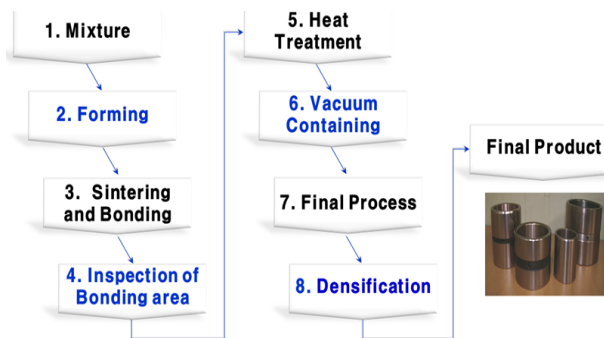 1. Mixture
2. Forming
3. Sintering
and Bonding
4. Inspection of
Bonding area
5. Heat
Treatment
6. Vacuum
Containing
7. Final Process
8. Densification
Final Product